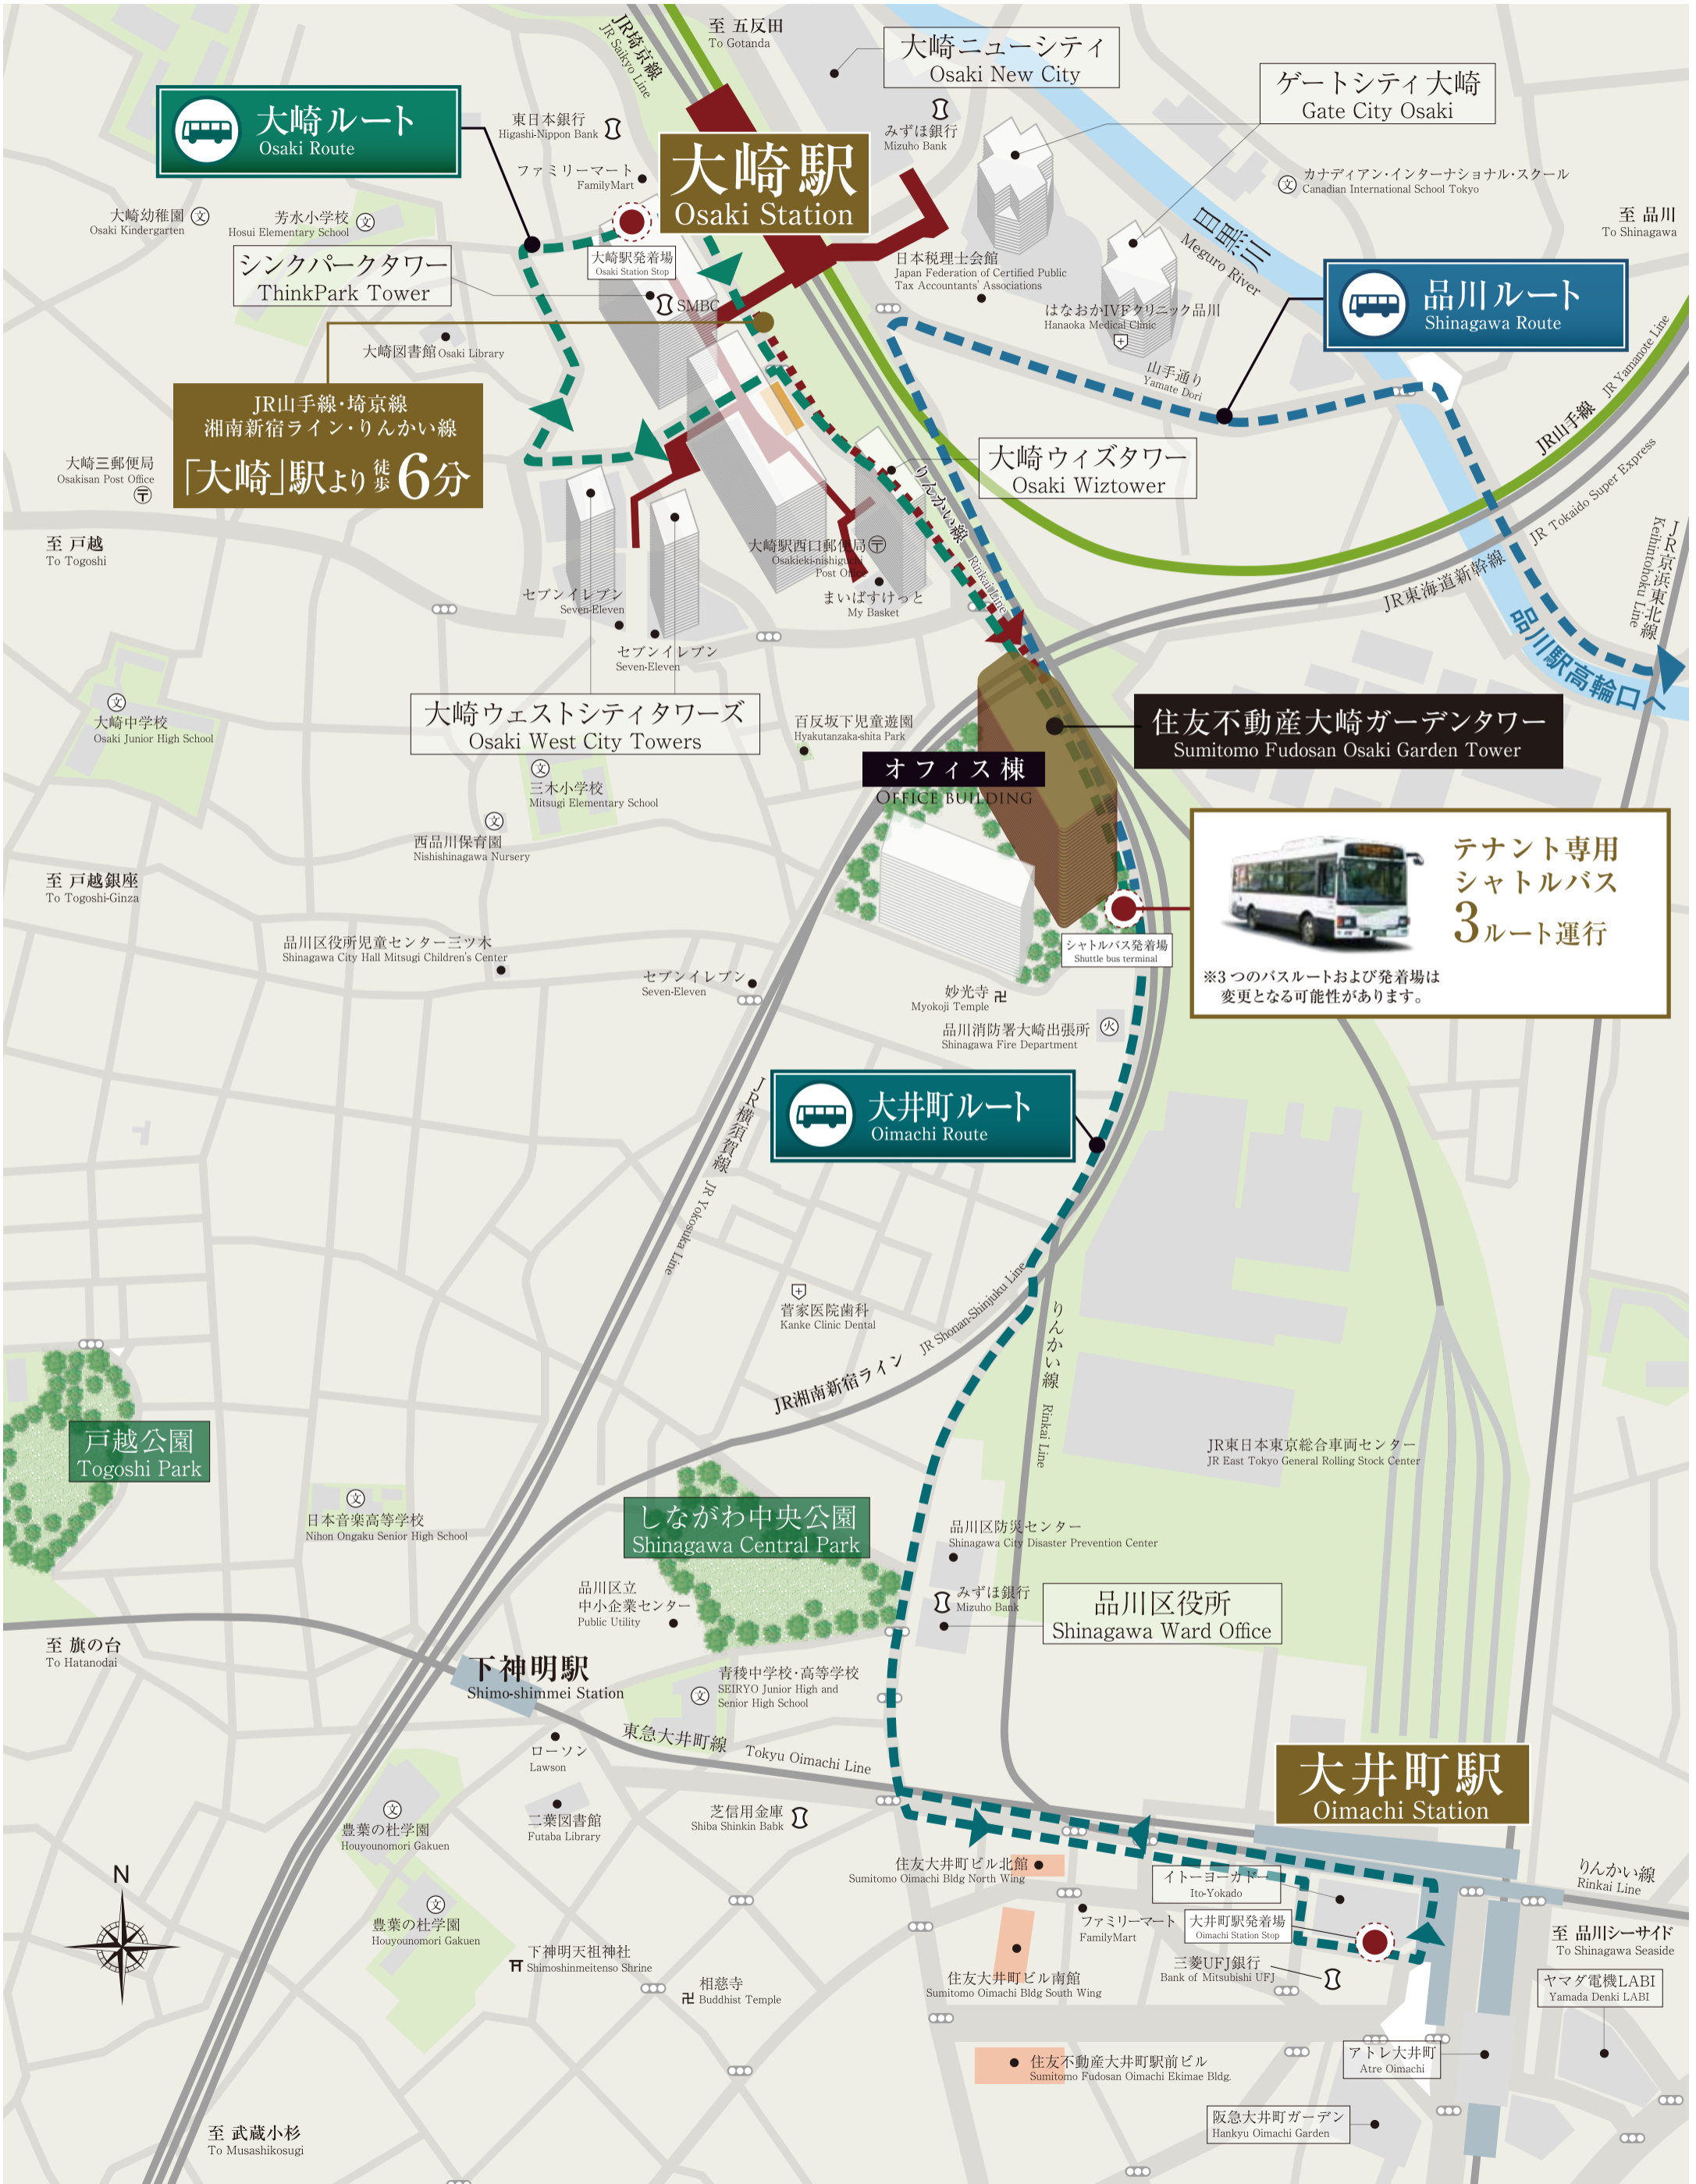 至 五反田
To Gotanda
JR埼京線
JR Saikyo Line
大崎ニューシティ
Osaki New City
ゲートシティ大崎
Gate City Osaki
大崎ルート
Osaki Route
東日本銀行
Higashi-Nippon Bank
みずほ銀行
Mizuho Bank
ファミリーマート
FamilyMart
大崎駅
Osaki Station
カナディアン・インターナショナル・スクール
Canadian International School Tokyo
大崎幼稚園
Osaki Kindergarten
芳水小学校
Hosui Elementary School
至 品川
To Shinagawa
目黒川
Meguro River
シンクパークタワー
ThinkPark Tower
大崎駅発着場
Osaki Station Stop
SMBC
日本税理士会館
Japan Federation of Certified Public
Tax Accountants' Associations
はなおかIVFクリニック品川
Hanaoka Medical Clinic
品川ルート
Shinagawa Route
大崎図書館 Osaki Library
山手通り
Yamate Dori
JR山手線 JR Yamanote Line
JR山手線・埼京線
湘南新宿ライン・りんかい線
「大崎」駅より徒歩6分
大崎三郵便局
Osakisan Post Office
大崎ウィズタワー
Osaki Wiztower
りんかい線 Rinkai Line
JR東海道新幹線 JR Tokaido Super Express
JR京浜東北線
Keihintohoku Line
至 戸越
To Togoshi
大崎駅西口郵便局
Osakieki-nishiguchi
Post Office
まいばすけっと
My Basket
セブンイレブン
Seven-Eleven
セブンイレブン
Seven-Eleven
品川駅高輪口へ
大崎中学校
Osaki Junior High School
大崎ウェストシティタワーズ
Osaki West City Towers
百反坂下児童遊園
Hyakutanzaka-shita Park
住友不動産大崎ガーデンタワー
Sumitomo Fudosan Osaki Garden Tower
オフィス棟
OFFICE BUILDING
三木小学校
Mitsugi Elementary School
西品川保育園
Nishishinagawa Nursery
テナント専用
シャトルバス
3ルート運行
※3つのバスルートおよび発着場は
変更となる可能性があります。
至 戸越銀座
To Togoshi-Ginza
品川区役所児童センター三ツ木
Shinagawa City Hall Mitsugi Children's Center
シャトルバス発着場
Shuttle bus terminal
セブンイレブン
Seven-Eleven
妙光寺
Myokoji Temple
品川消防署大崎出張所
Shinagawa Fire Department
大井町ルート
Oimachi Route
JR横須賀線 JR Yokosuka Line
菅家医院歯科
Kanke Clinic Dental
JR湘南新宿ライン JR Shonan-Shinjuku Line
りんかい線 Rinkai Line
戸越公園
Togoshi Park
JR東日本東京総合車両センター
JR East Tokyo General Rolling Stock Center
日本音楽高等学校
Nihon Ongaku Senior High School
しながわ中央公園
Shinagawa Central Park
品川区防災センター
Shinagawa City Disaster Prevention Center
品川区立
中小企業センター
Public Utility
みずほ銀行
Mizuho Bank
品川区役所
Shinagawa Ward Office
至 旗の台
To Hatanodai
下神明駅
Shimo-shimmei Station
青稜中学校・高等学校
SEIRYO Junior High and
Senior High School
東急大井町線 Tokyu Oimachi Line
ローソン
Lawson
大井町駅
Oimachi Station
豊葉の杜学園
Houyounomori Gakuen
二葉図書館
Futaba Library
芝信用金庫
Shiba Shinkin Babk
住友大井町ビル北館
Sumitomo Oimachi Bldg North Wing
イトーヨーカドー
Ito-Yokado
りんかい線
Rinkai Line
N
豊葉の杜学園
Houyounomori Gakuen
ファミリーマート
FamilyMart
大井町駅発着場
Oimachi Station Stop
至 品川シーサイド
To Shinagawa Seaside
下神明天祖神社
Shimoshinmeitenso Shrine
三菱UFJ銀行
Bank of Mitsubishi UFJ
相慈寺
Buddhist Temple
住友大井町ビル南館
Sumitomo Oimachi Bldg South Wing
ヤマダ電機LABI
Yamada Denki LABI
住友不動産大井町駅前ビル
Sumitomo Fudosan Oimachi Ekimae Bldg.
アトレ大井町
Atre Oimachi
阪急大井町ガーデン
Hankyu Oimachi Garden
至 武蔵小杉
To Musashikosugi